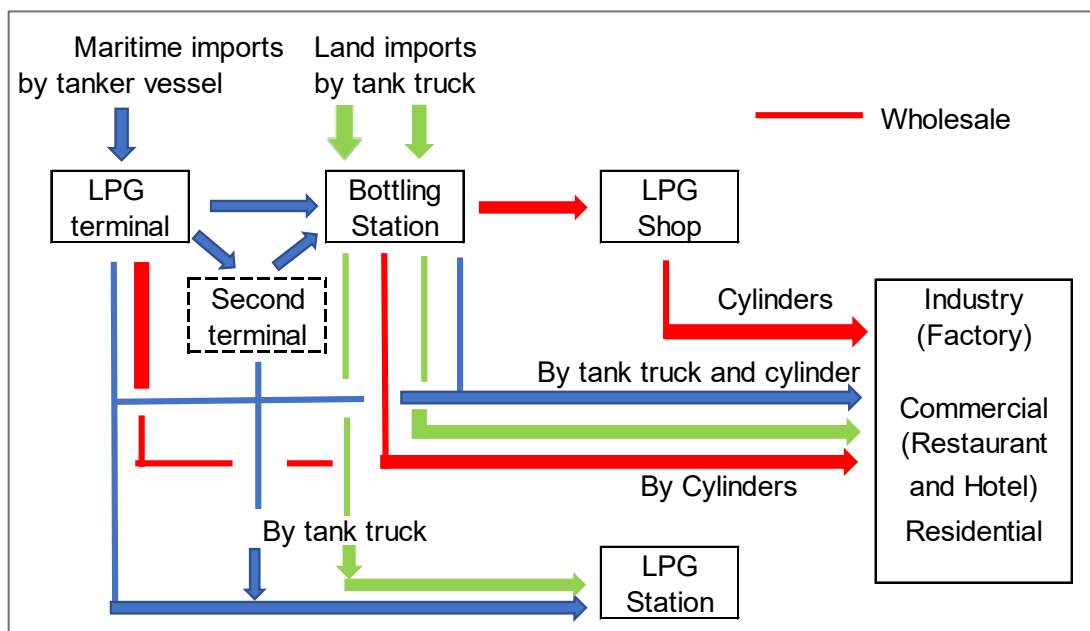 Maritime imports
by tanker vessel
Land imports
by tank truck
Wholesale
LPG
terminal
Bottling
Station
LPG
Shop
Second
terminal
Cylinders
Industry
(Factory)
By tank truck and cylinder
Commercial
(Restaurant
and Hotel)
Residential
By Cylinders
By tank truck
LPG
Station